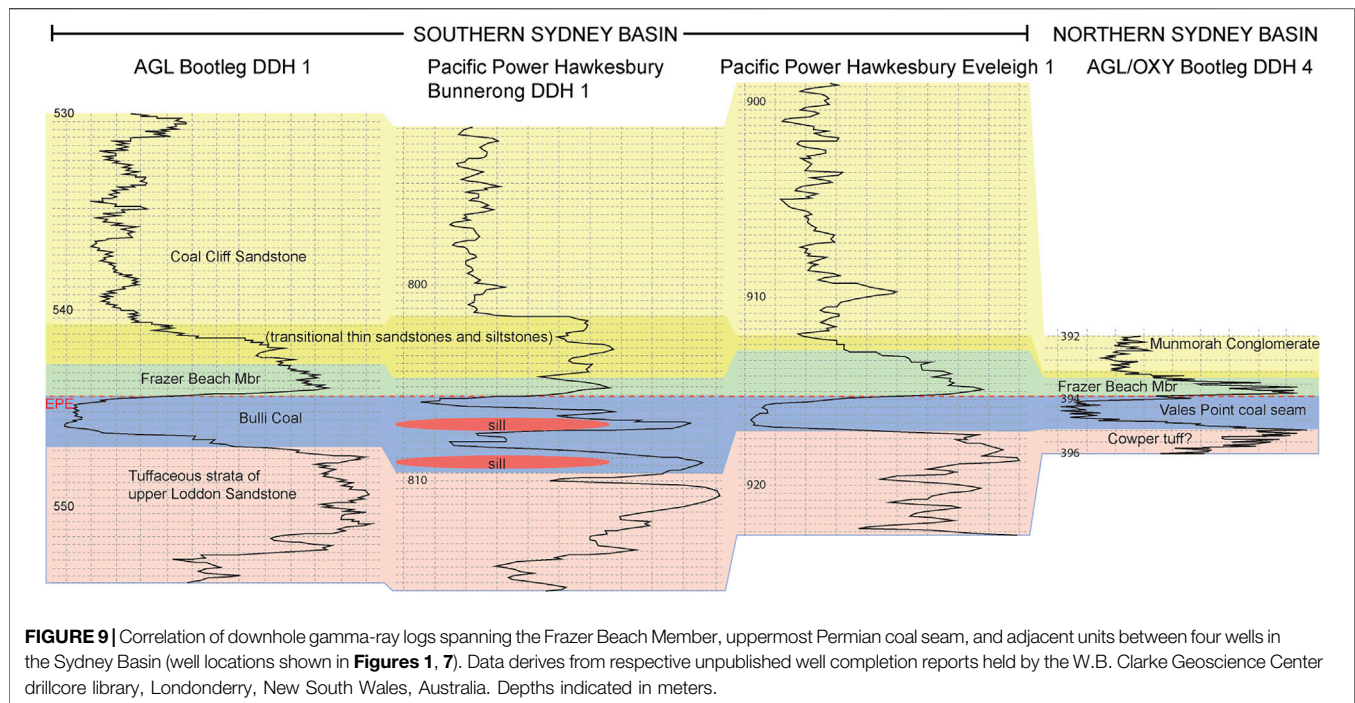 SOUTHERN SYDNEY BASIN
NORTHERN SYDNEY BASIN
AGL Bootleg DDH 1
Pacific Power Hawkesbury
Bunnerong DDH 1
Pacific Power Hawkesbury Eveleigh 1
AGL/OXY Bootleg DDH 4
530
Coal Cliff Sandstone
540
(transitional thin sandstones and siltstones)
Frazer Beach Mbr
EPE
Bulli Coal
Tuffaceous strata of
upper Loddon Sandstone
550
800
sill
sill
810
900
910
920
392
Munmorah Conglomerate
Frazer Beach Mbr
394
Vales Point coal seam
Cowper tuff?
396
FIGURE 9 | Correlation of downhole gamma-ray logs spanning the Frazer Beach Member, uppermost Permian coal seam, and adjacent units between four wells in
the Sydney Basin (well locations shown in Figures 1, 7). Data derives from respective unpublished well completion reports held by the W.B. Clarke Geoscience Center
drillcore library, Londonderry, New South Wales, Australia. Depths indicated in meters.